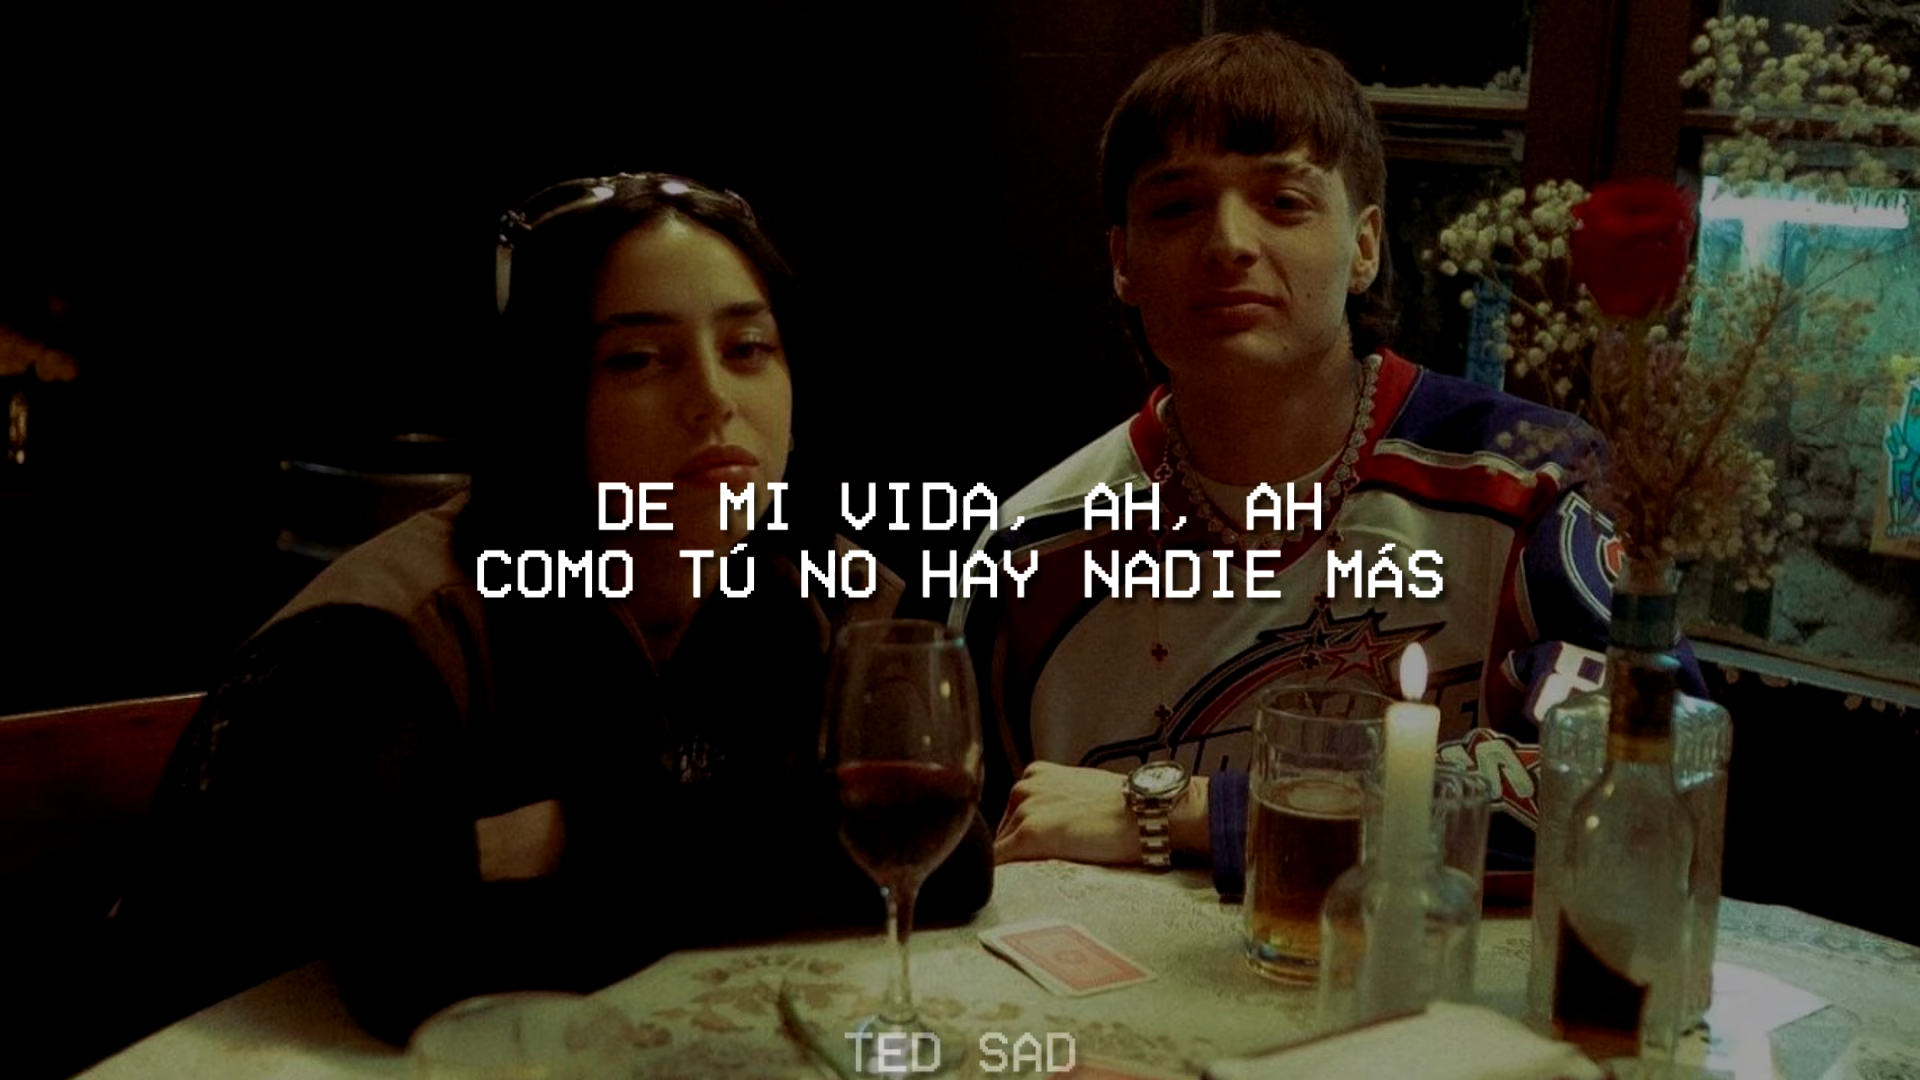 DE MI VIDA, AH, AH
COMO TÚ NO HAY NADIE MÁS
TED SAD